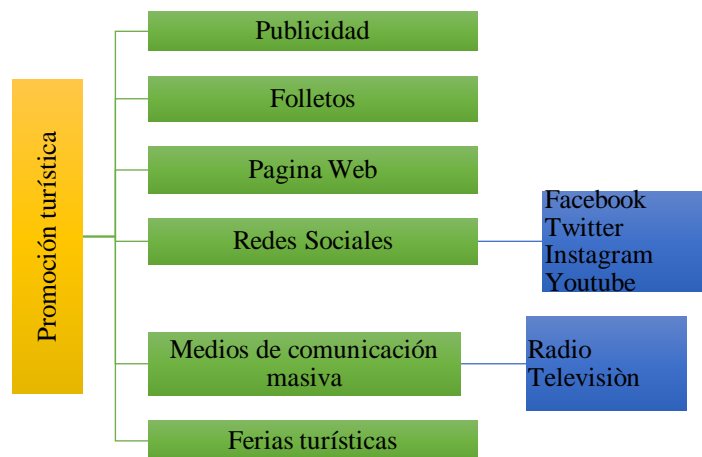 Promoción turística
Publicidad
Folletos
Pagina Web
Redes Sociales
Facebook
Twitter
Instagram
Youtube
Medios de comunicación
masiva
Radio
Televisiòn
Ferias turísticas